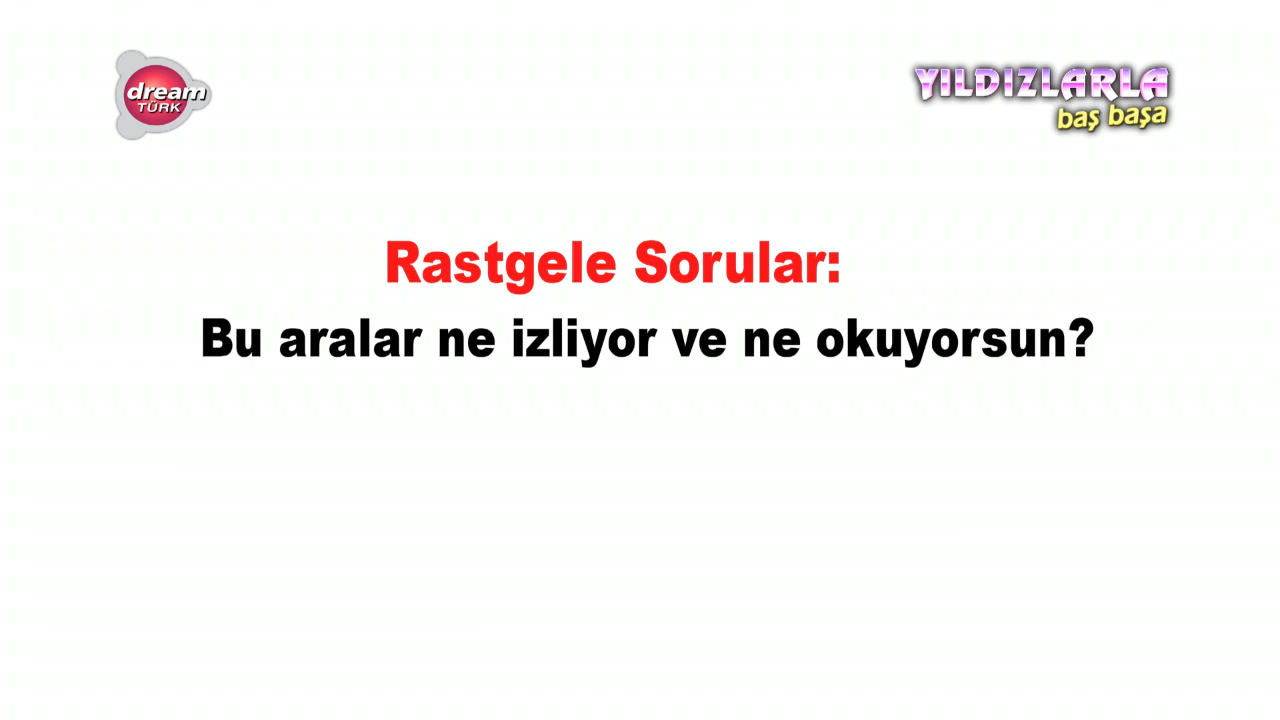 dream
TÜRK
YILDIZLARLA
baş başa
Rastgele Sorular:
Bu aralar ne izliyor ve ne okuyorsun?